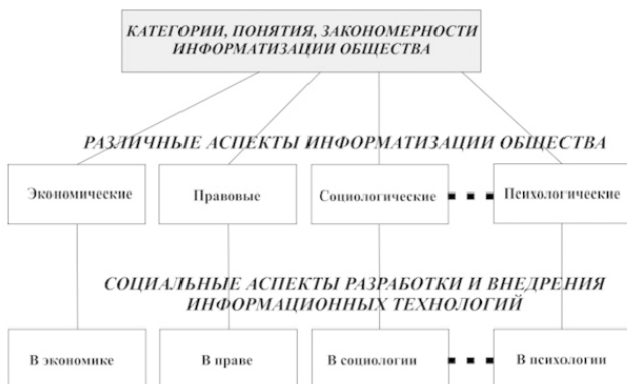 КАТЕГОРИИ, ПОНЯТИЯ, ЗАКОНОМЕРНОСТИ
ИНФОРМАТИЗАЦИИ ОБЩЕСТВА
РАЗЛИЧНЫЕ АСПЕКТЫ ИНФОРМАТИЗАЦИИ ОБЩЕСТВА
Экономические
Правовые
Социологические
Психологические
СОЦИАЛЬНЫЕ АСПЕКТЫ РАЗРАБОТКИ И ВНЕДРЕНИЯ
ИНФОРМАЦИОННЫХ ТЕХНОЛОГИЙ
В экономике
В праве
В социологии
В психологии